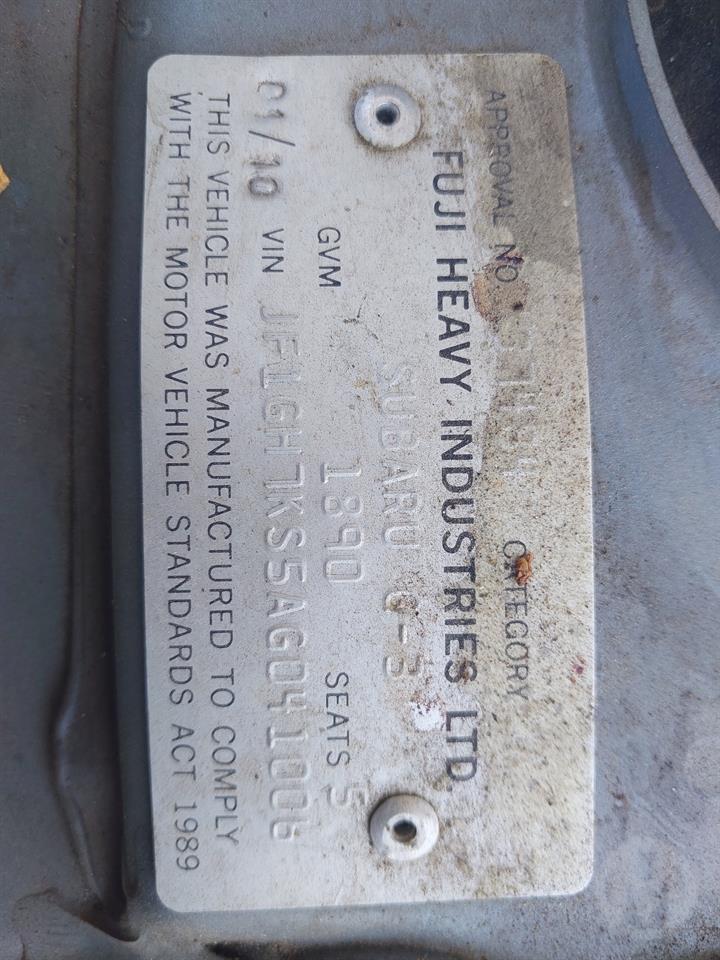 APPROVAL NO. CATEGORY
FUJI HEAVY INDUSTRIES LTD.
SUBARU G-3
GVM 1890 SEATS 5
01/10 VIN JF1GH7KS5AG041006
THIS VEHICLE WAS MANUFACTURED TO COMPLY
WITH THE MOTOR VEHICLE STANDARDS ACT 1989